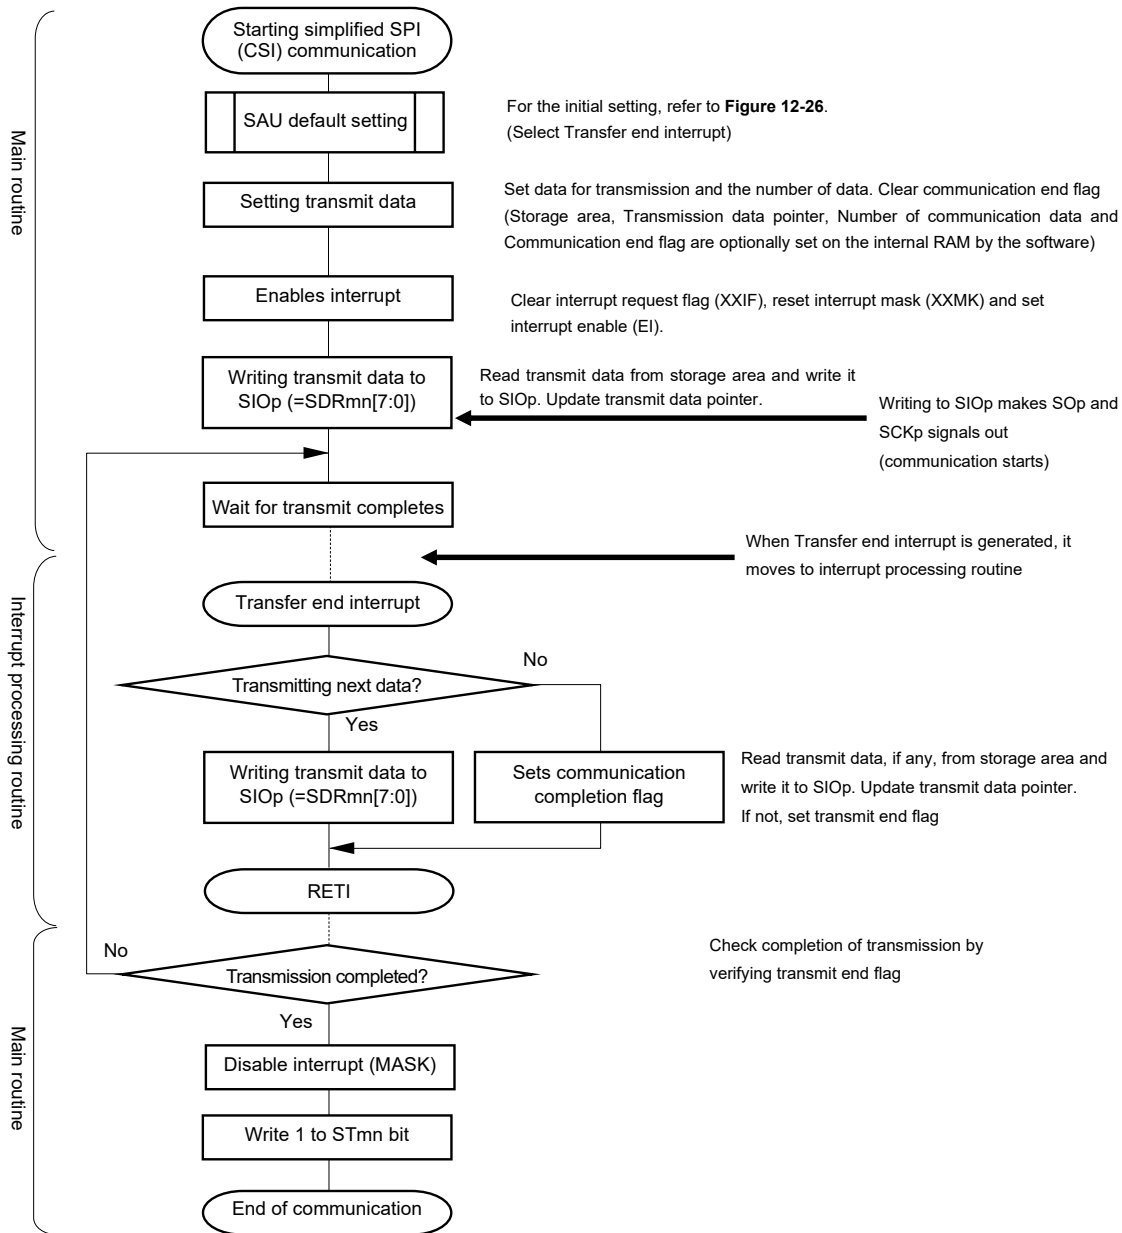 Starting simplified SPI
(CSI) communication
Main routine
SAU default setting
For the initial setting, refer to Figure 12-26.
(Select Transfer end interrupt)
Setting transmit data
Set data for transmission and the number of data. Clear communication end flag
(Storage area, Transmission data pointer, Number of communication data and
Communication end flag are optionally set on the internal RAM by the software)
Enables interrupt
Clear interrupt request flag (XXIF), reset interrupt mask (XXMK) and set
interrupt enable (EI).
Writing transmit data to
SIOp (=SDRmn[7:0])
Read transmit data from storage area and write it
to SIOp. Update transmit data pointer.
Writing to SIOp makes SOp and
SCKp signals out
(communication starts)
Wait for transmit completes
When Transfer end interrupt is generated, it
moves to interrupt processing routine
Interrupt processing routine
Transfer end interrupt
Transmitting next data?
No
Yes
Writing transmit data to
SIOp (=SDRmn[7:0])
Sets communication
completion flag
Read transmit data, if any, from storage area and
write it to SIOp. Update transmit data pointer.
If not, set transmit end flag
RETI
Main routine
No
Transmission completed?
Check completion of transmission by
verifying transmit end flag
Yes
Disable interrupt (MASK)
Write 1 to STmn bit
End of communication